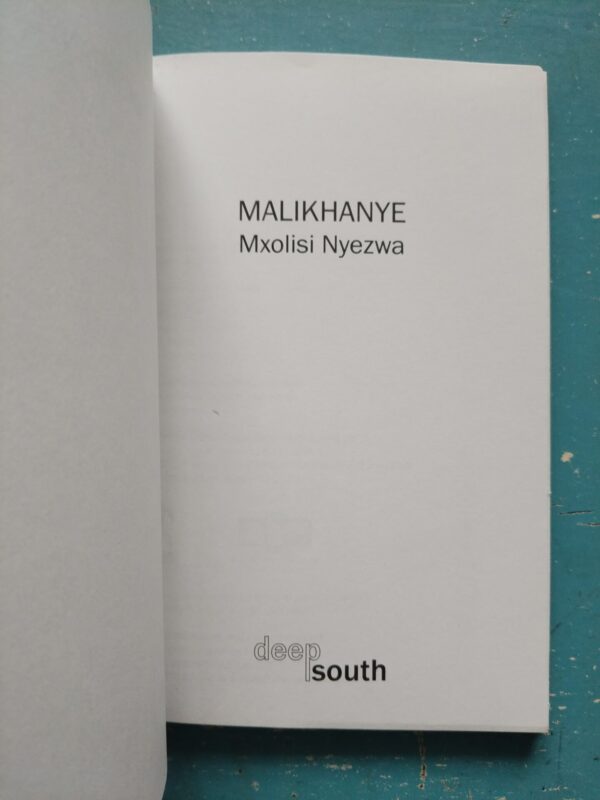 MALIKHANYE
Mxolisi Nyezwa
deep
south